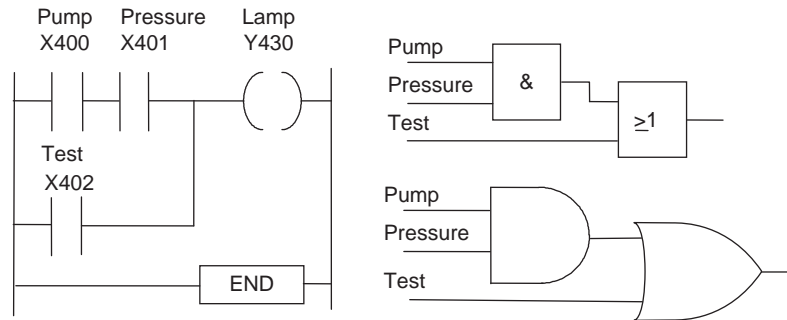 Pump Pressure Lamp
X400 X401 Y430
Test
X402
END
Pump
Pressure
Test
&
≥1
Pump
Pressure
Test